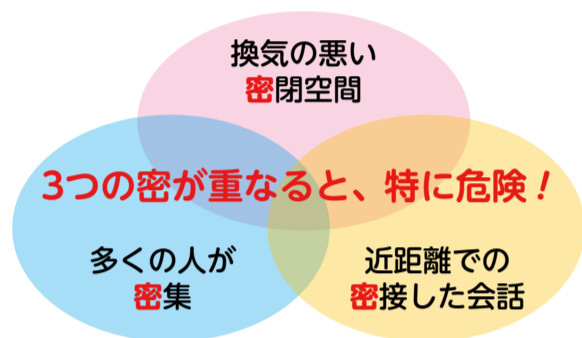 換気の悪い
密閉空間
3つの密が重なると、特に危険!
多くの人が
密集
近距離での
密接した会話